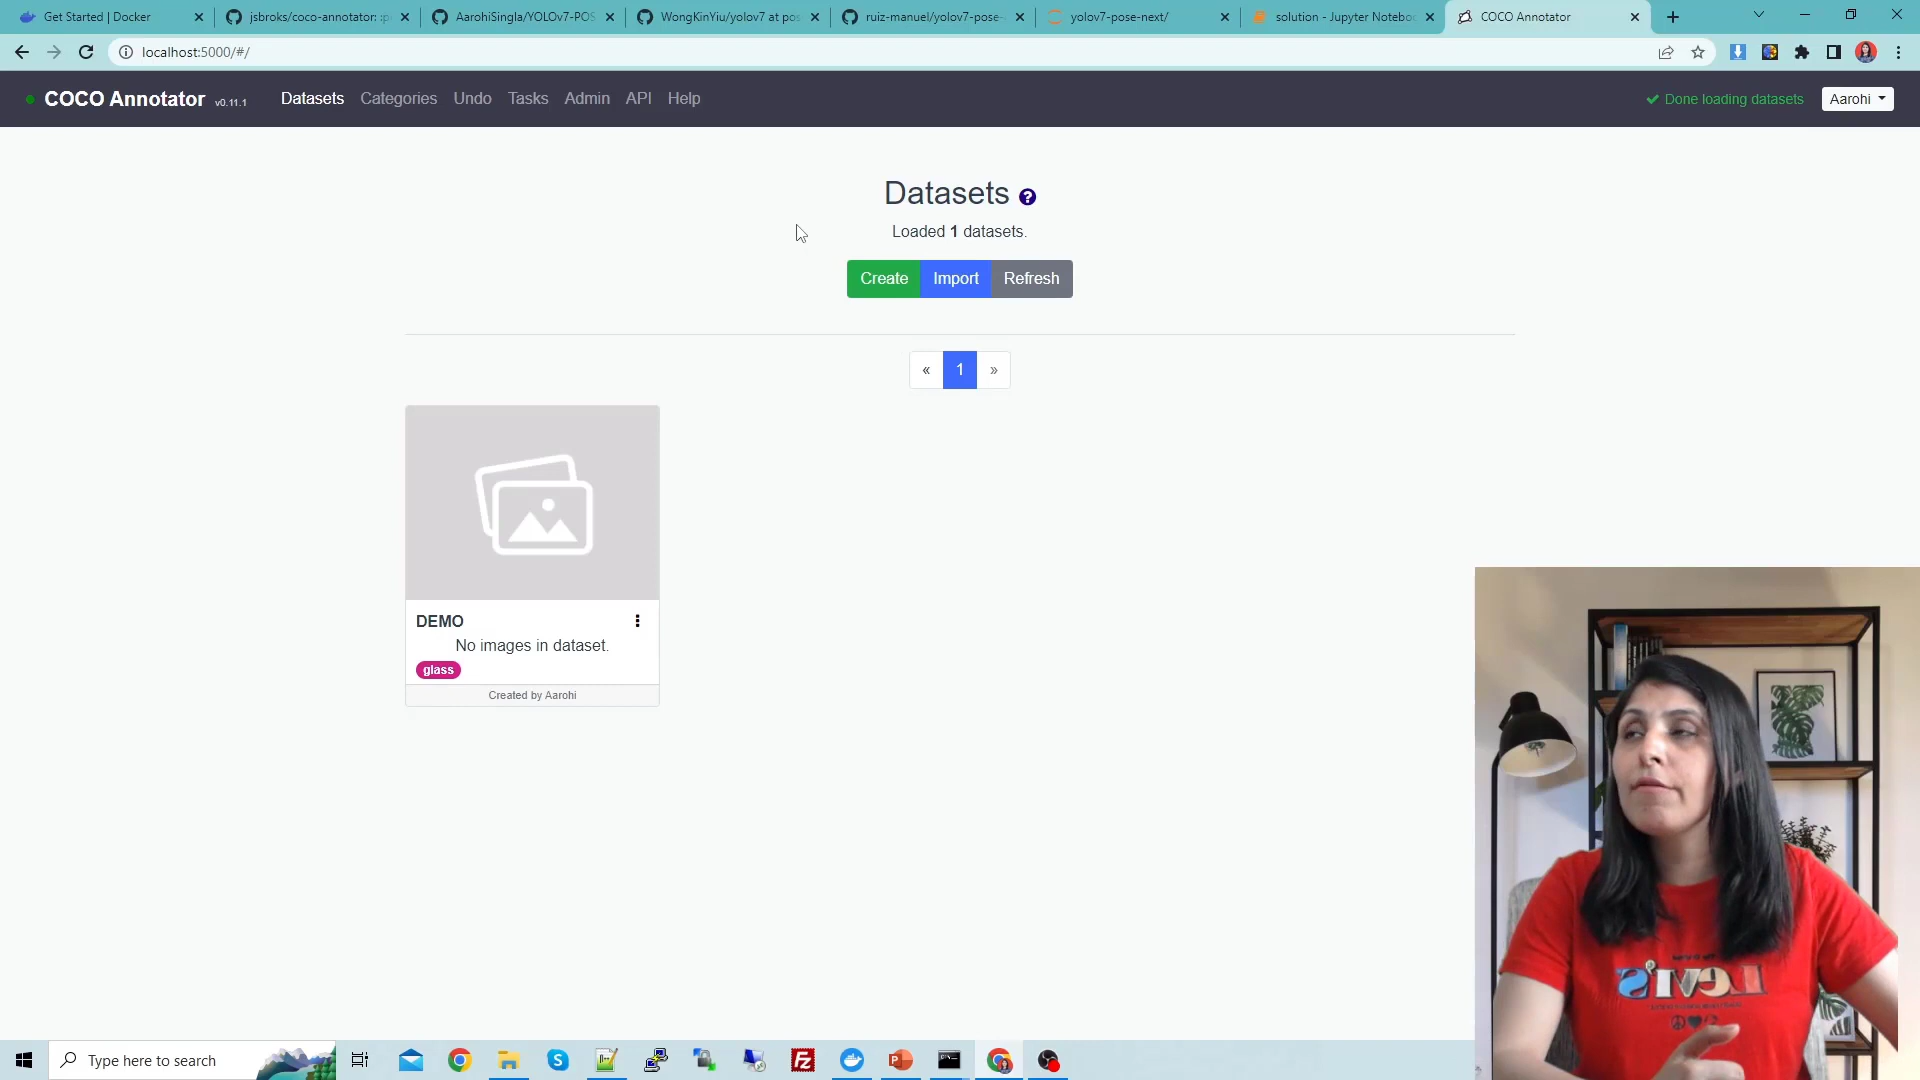 Get Started | Docker
jsbroks/coco-annotator: :p
AarohiSingla/YOLOv7-POS
WongKinYiu/yolov7 at pos
ruiz-manuel/yolov7-pose-
yolov7-pose-next/
solution - Jupyter Notebo
COCO Annotator
localhost:5000/#/
COCO Annotator v0.11.1
Datasets
Categories
Undo
Tasks
Admin
API
Help
Done loading datasets
Aarohi
Datasets
Loaded 1 datasets.
Create
Import
Refresh
«
1
»
DEMO
No images in dataset.
glass
Created by Aarohi
Levi's
Type here to search